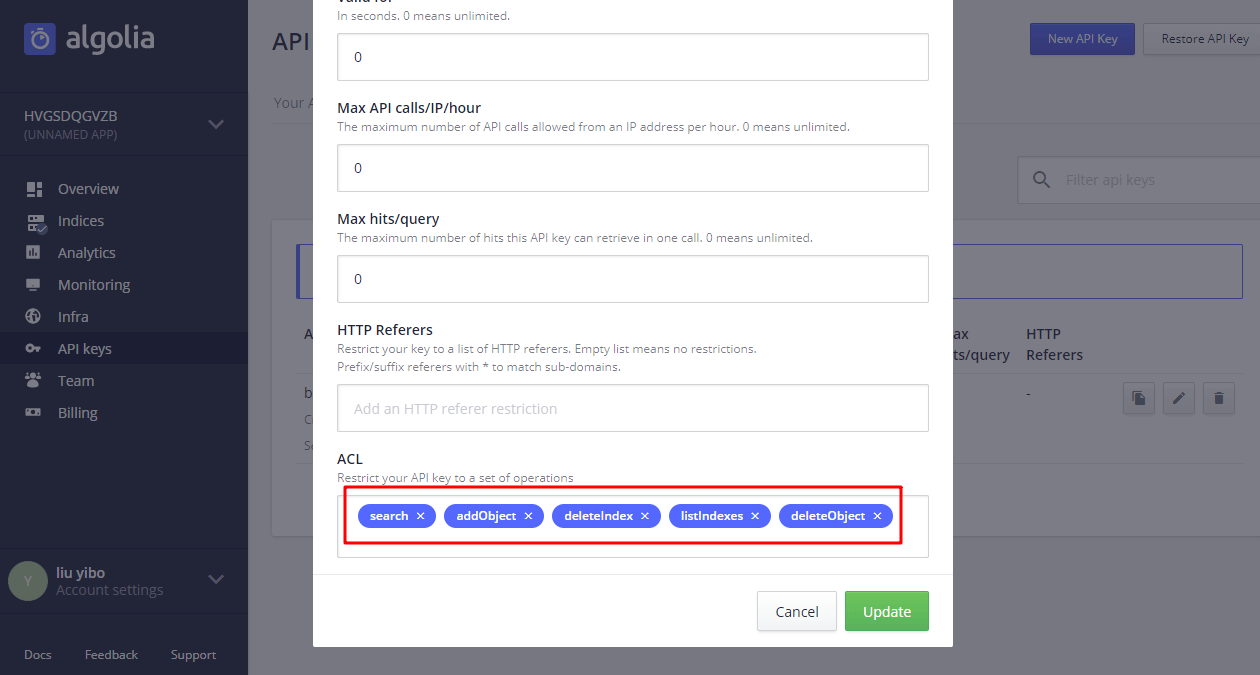 algolia
HVGSDQGVZB
(UNNAMED APP)
Overview
Indices
Analytics
Monitoring
Infra
API keys
Team
Billing
Y
liu yibo
Account settings
Docs Feedback Support
API
New API Key
Restore API Key
Your
Filter api keys
HTTP
ts/query Referers
-
In seconds. 0 means unlimited.
0
Max API calls/IP/hour
The maximum number of API calls allowed from an IP address per hour. 0 means unlimited.
0
Max hits/query
The maximum number of hits this API key can retrieve in one call. 0 means unlimited.
0
HTTP Referers
Restrict your key to a list of HTTP referers. Empty list means no restrictions.
Prefix/suffix referers with * to match sub-domains.
Add an HTTP referer restriction
ACL
Restrict your API key to a set of operations
search × addObject × deleteIndex × listIndexes × deleteObject ×
Cancel
Update